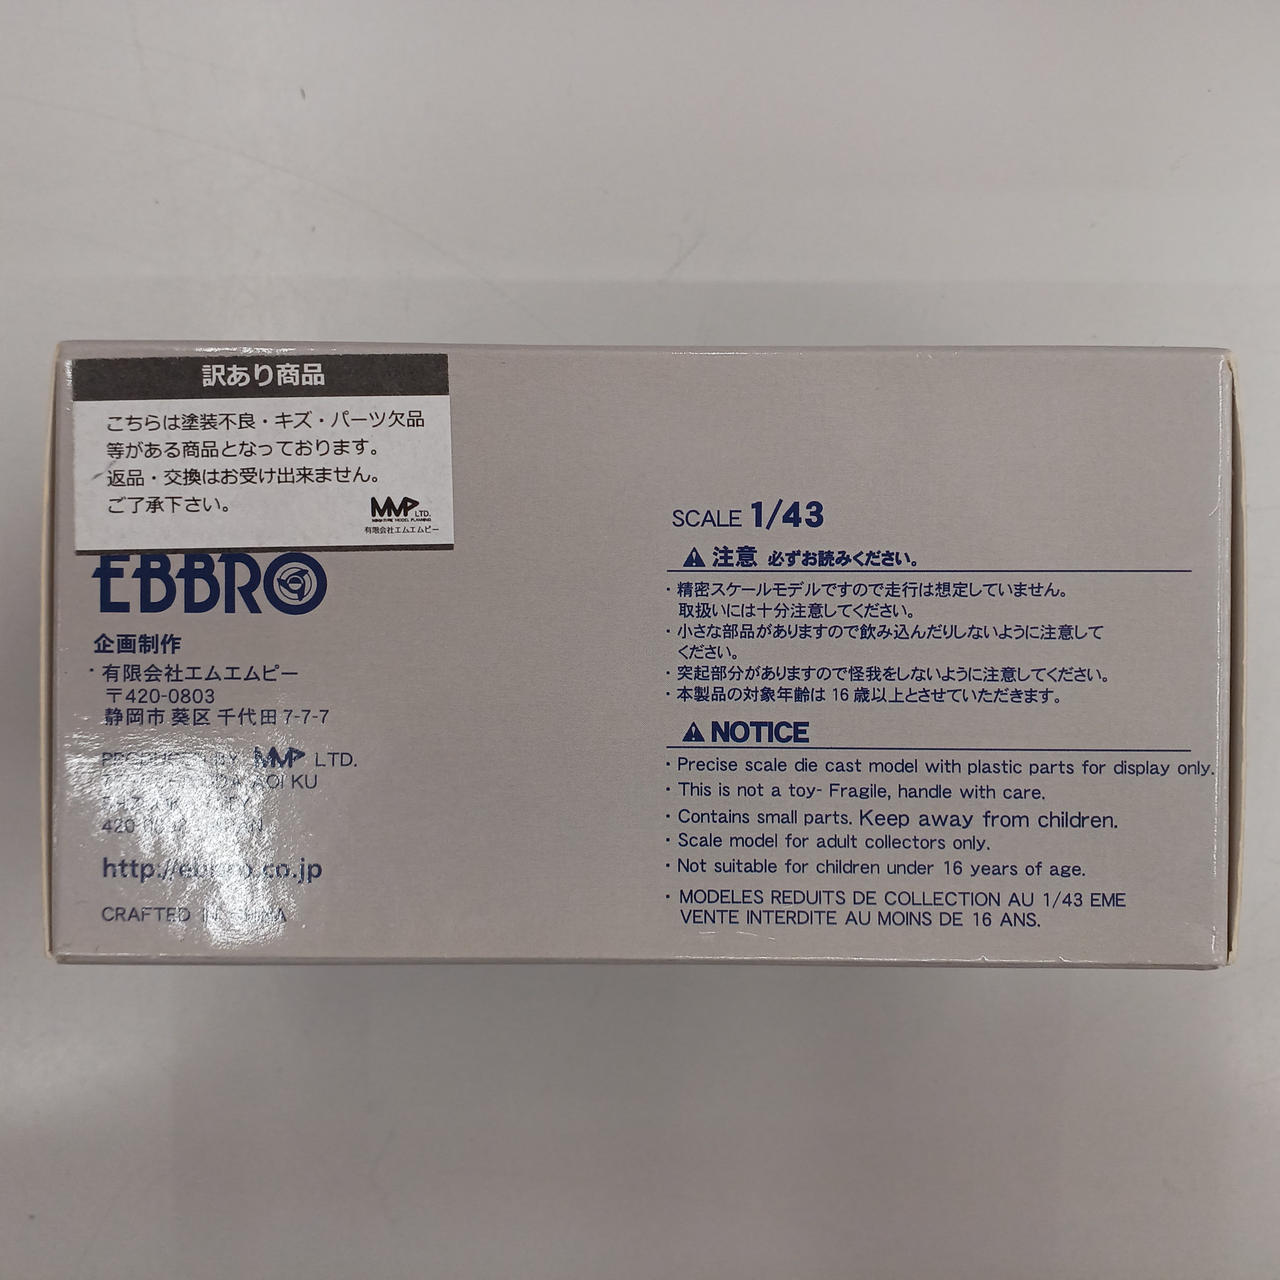 訳あり商品
こちらは塗装不良・キズ・パーツ欠品
等がある商品となっております。
返品・交換はお受け出来ません。
ご了承下さい。
MMP LTD.
MINIATURE MODEL PLANNING
有限会社エムエムピー
EBBRO
企画制作
・有限会社エムエムピー
〒420-0803
静岡市 葵区 千代田 7-7-7
PRODUCED BY MMP LTD.
AOI KU
420
http://ebbro.co.jp
CRAFTED IN CHINA
SCALE 1/43
注意 必ずお読みください。
・精密スケールモデルですので走行は想定していません。
取扱いには十分注意してください。
・小さな部品がありますので飲み込んだりしないように注意して
ください。
・突起部分がありますので怪我をしないように注意してください。
・本製品の対象年齢は 16 歳以上とさせていただきます。
NOTICE
・Precise scale die cast model with plastic parts for display only.
・This is not a toy- Fragile, handle with care.
・Contains small parts. Keep away from children.
・Scale model for adult collectors only.
・Not suitable for children under 16 years of age.
・MODELES REDUITS DE COLLECTION AU 1/43 EME
VENTE INTERDITE AU MOINS DE 16 ANS.